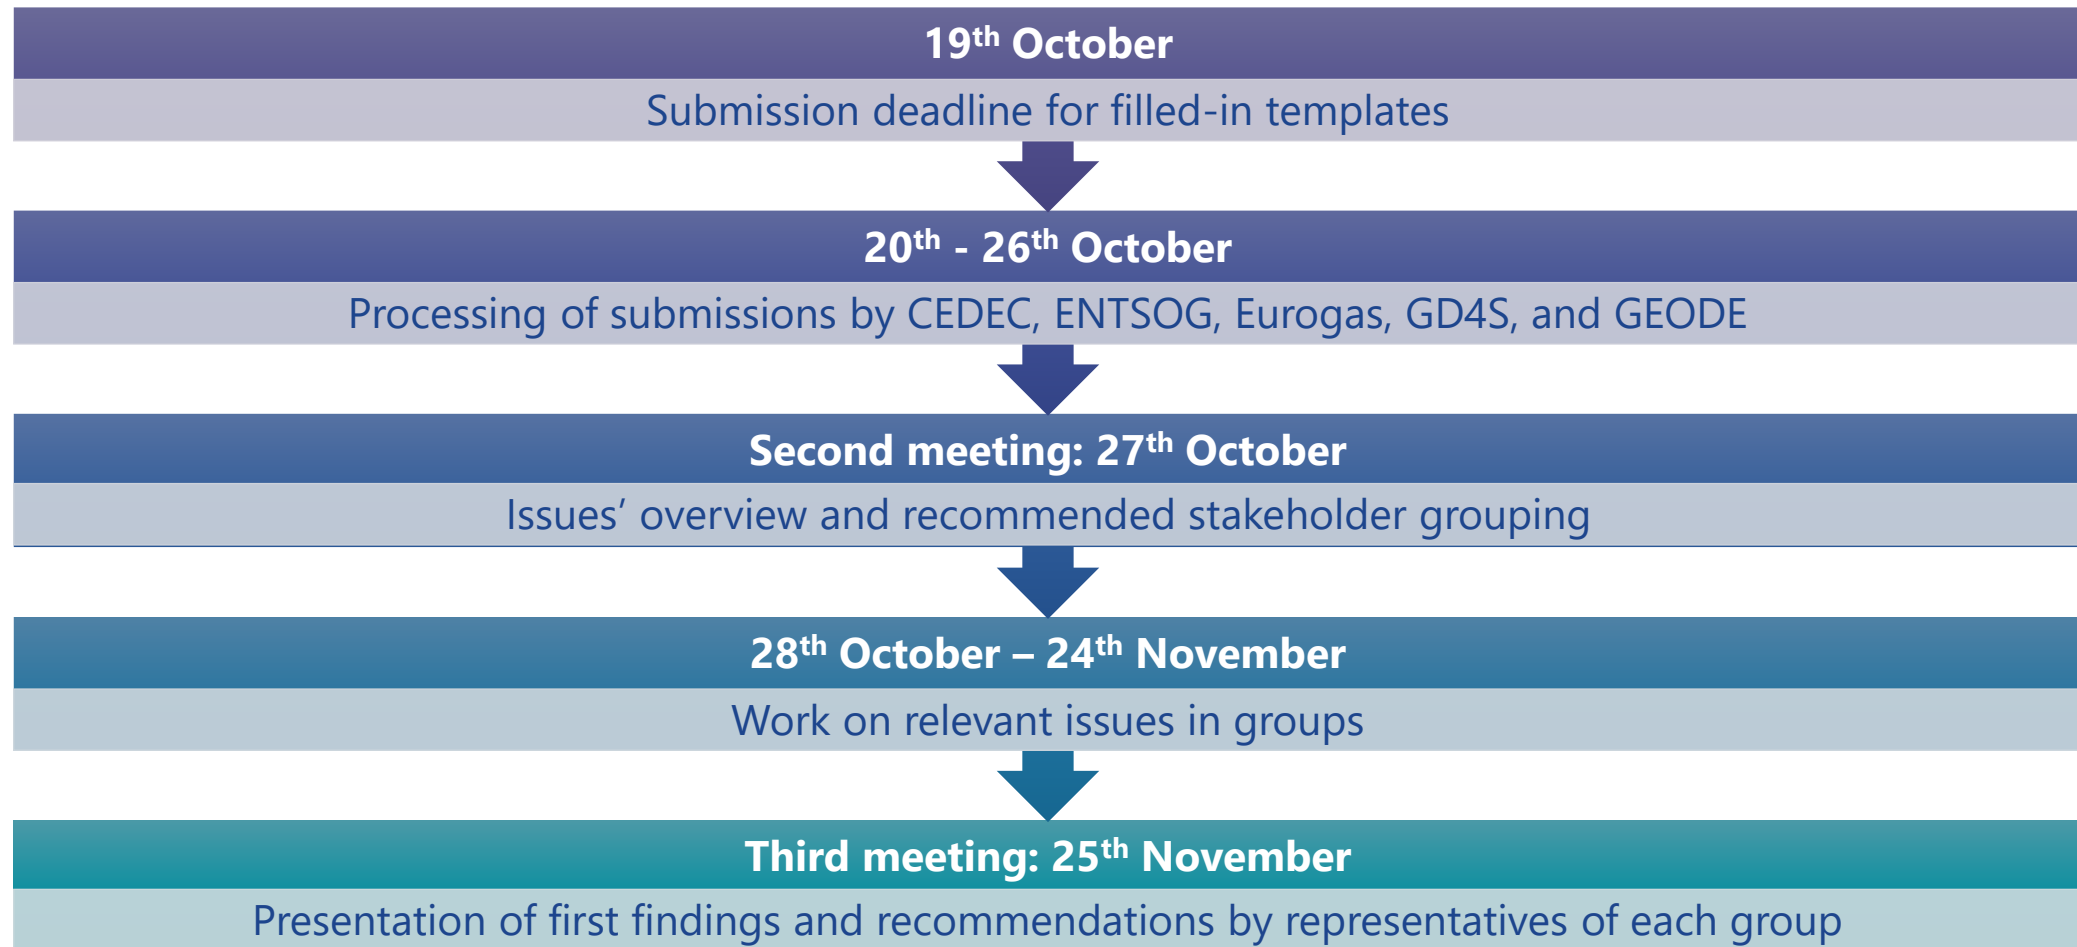 19th October
Submission deadline for filled-in templates
20th - 26th October
Processing of submissions by CEDEC, ENTSOG, Eurogas, GD4S, and GEODE
Second meeting: 27th October
Issues’ overview and recommended stakeholder grouping
28th October – 24th November
Work on relevant issues in groups
Third meeting: 25th November
Presentation of first findings and recommendations by representatives of each group